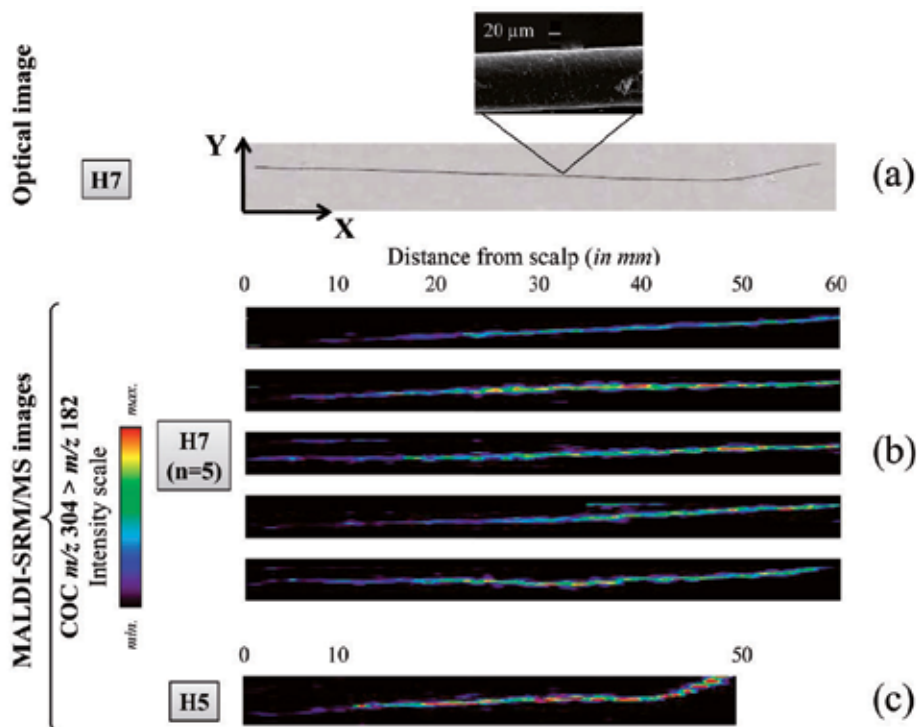 Optical image
20 µm
H7
Y
X
(a)
Distance from scalp (in mm)
0 10 20 30 40 50 60
MALDI-SRM/MS images
COC m/z 304 > m/z 182
Intensity scale
max.
min.
H7
(n=5)
(b)
0 10 50
H5
(c)